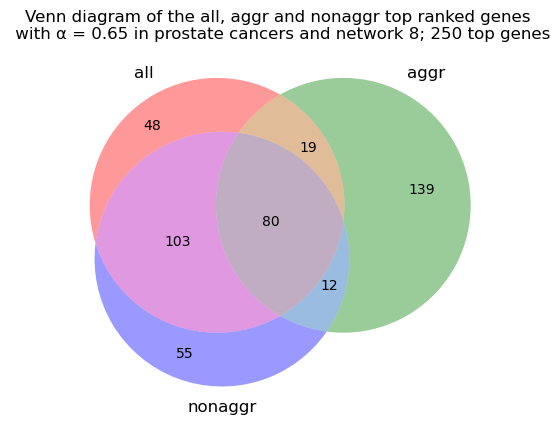 Venn diagram of the all, aggr and nonaggr top ranked genes
with α = 0.65 in prostate cancers and network 8; 250 top genes
all
aggr
48
19
139
80
103
12
55
nonaggr